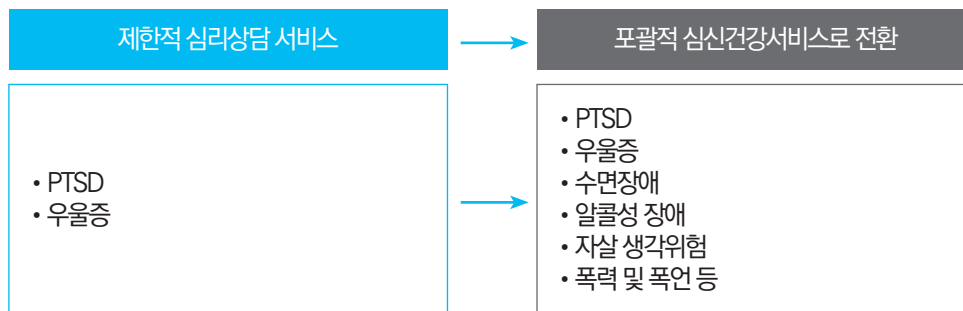 제한적 심리상담 서비스
포괄적 심신건강서비스로 전환
• PTSD
• 우울증
• PTSD
• 우울증
• 수면장애
• 알콜성 장애
• 자살 생각위험
• 폭력 및 폭언 등